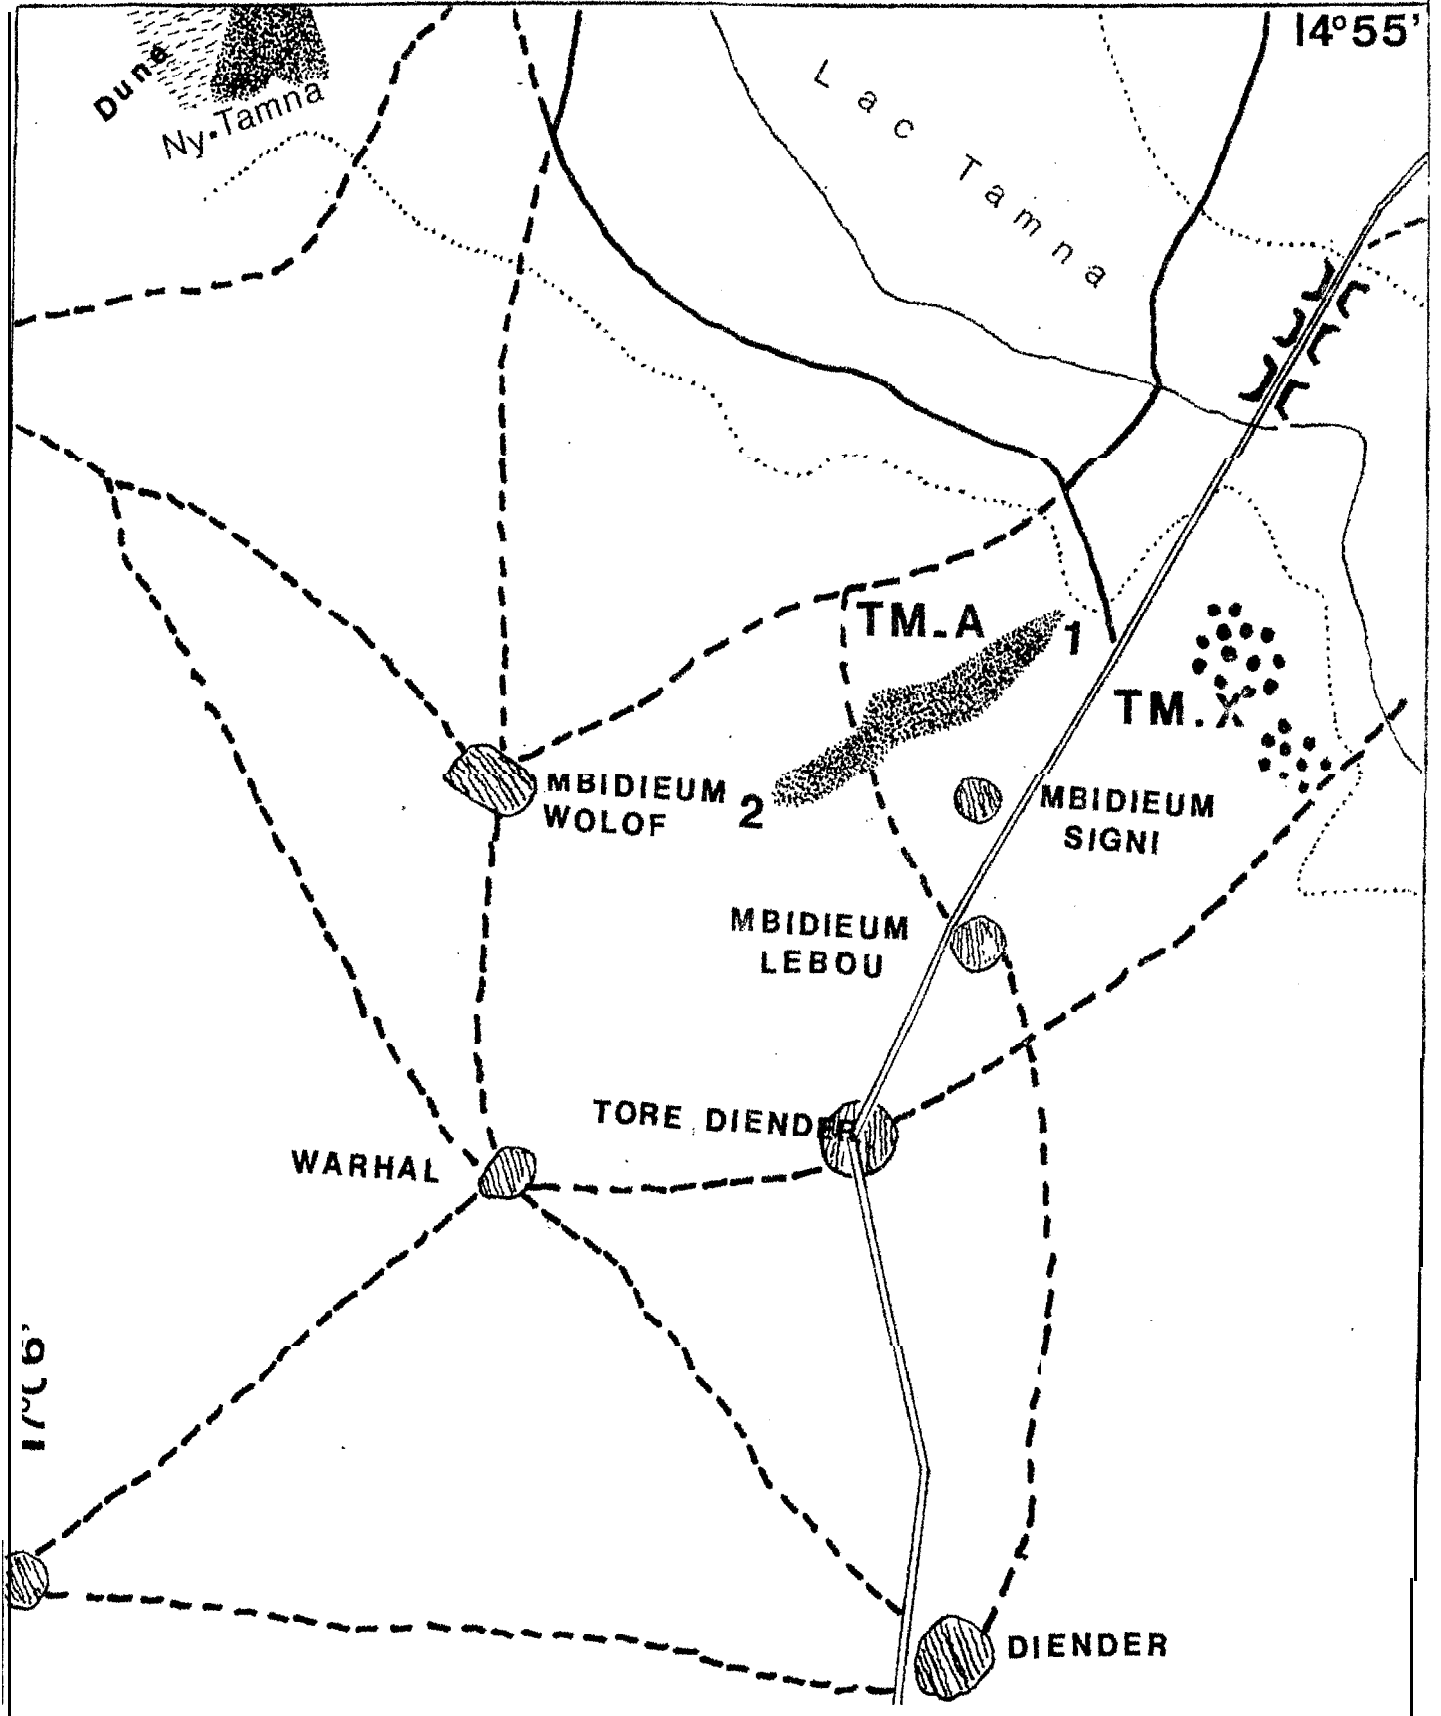 14°55'
Dune
Ny-Tamna
Lac Tamna
TM-A
1
TM.X
2
MBIDIEUM
WOLOF
MBIDIEUM
SIGNI
MBIDIEUM
LEBOU
TORE DIENDER
WARHAL
DIENDER